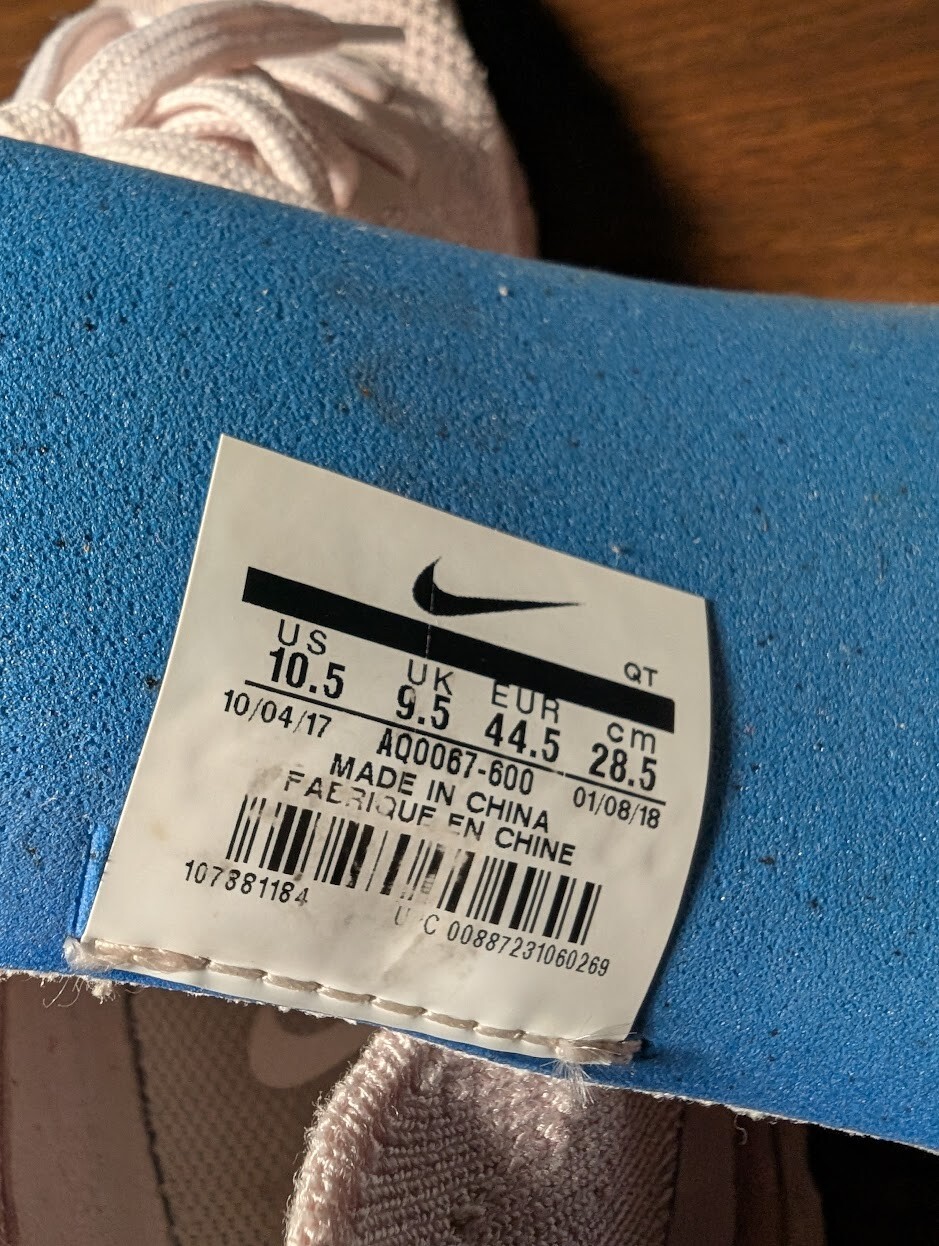 QT
US UK EUR cm
10.5 9.5 44.5 28.5
10/04/17 AQ0067-600 01/08/18
MADE IN CHINA
FABRIQUE EN CHINE
107381184 UPC 00887231060269